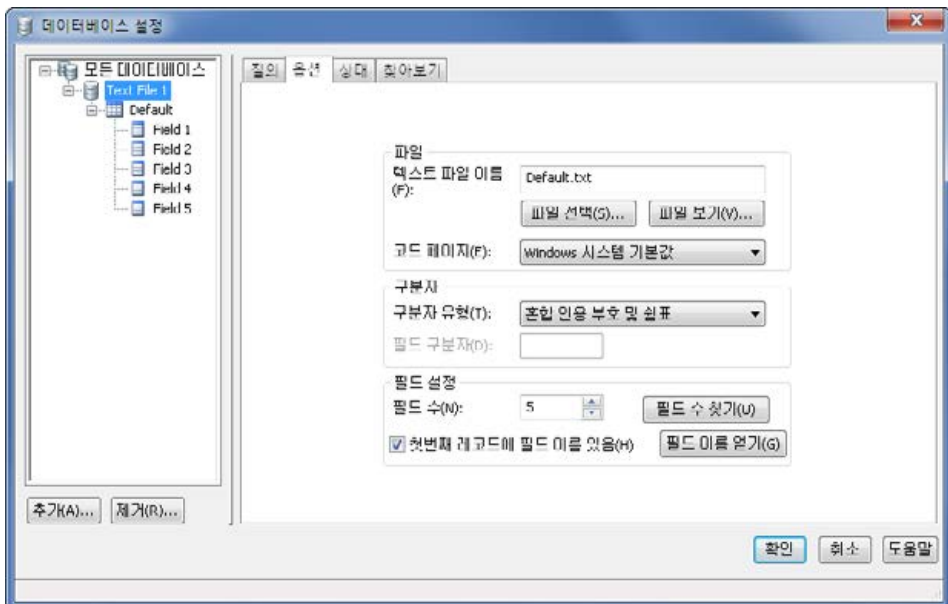 데이터베이스 설정
모든 데이터베이스
Text File 1
Default
Field 1
Field 2
Field 3
Field 4
Field 5
추가(A)...
제거(R)...
질의
옵션
상태
찾아보기
파일
텍스트 파일 이름
(F):
Default.txt
파일 선택(S)...
파일 보기(V)...
코드 페이지(E):
Windows 시스템 기본값
구분자
구분자 유형(T):
혼합 인용 부호 및 쉼표
필드 구분자(D):
필드 설정
필드 수(N):
5
필드 수 찾기(U)
첫번째 레코드에 필드 이름 있음(H)
필드 이름 얻기(G)
확인
취소
도움말